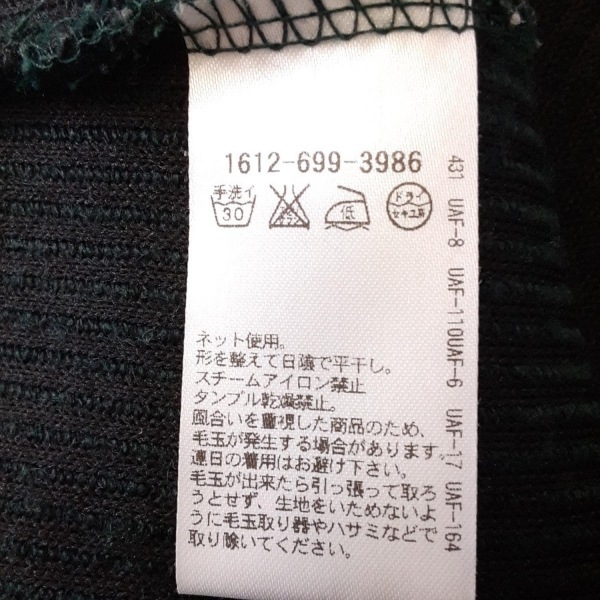 1612-699-3986
手洗イ
30
エンソ
サラシ
低
ドライ
セキユ系
ネット使用。
形を整えて日陰で平干し。
スチームアイロン禁止
タンブル乾燥禁止。
風合いを重視した商品のため、
毛玉が発生する場合があります。
連日の着用はお避け下さい。
毛玉が出来たら引っ張って取ろ
うとせず、生地をいためないよ
うに毛玉取り器やハサミなどで
取り除いてください。
431 UAF-8 UAF-110UAF-6 UAF-17 UAF-164